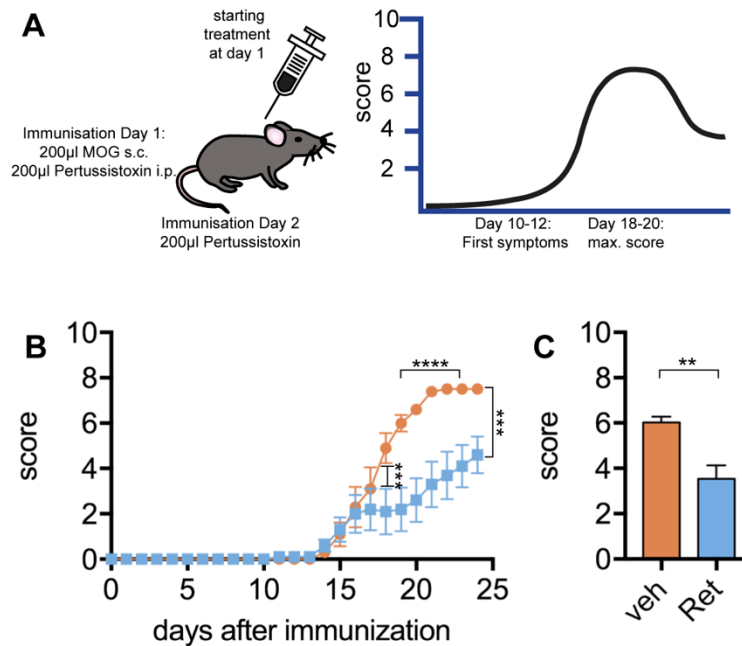 A
starting
treatment
at day 1
Immunisation Day 1:
200µl MOG s.c.
200µl Pertussistoxin i.p.
Immunisation Day 2
200µl Pertussistoxin
score
10
8
6
4
2
Day 10-12:
First symptoms
Day 18-20:
max. score
B
score
10
8
6
4
2
0
0
5
10
15
20
25
days after immunization
****
***
***
C
10
8
6
4
2
0
**
veh
Ret